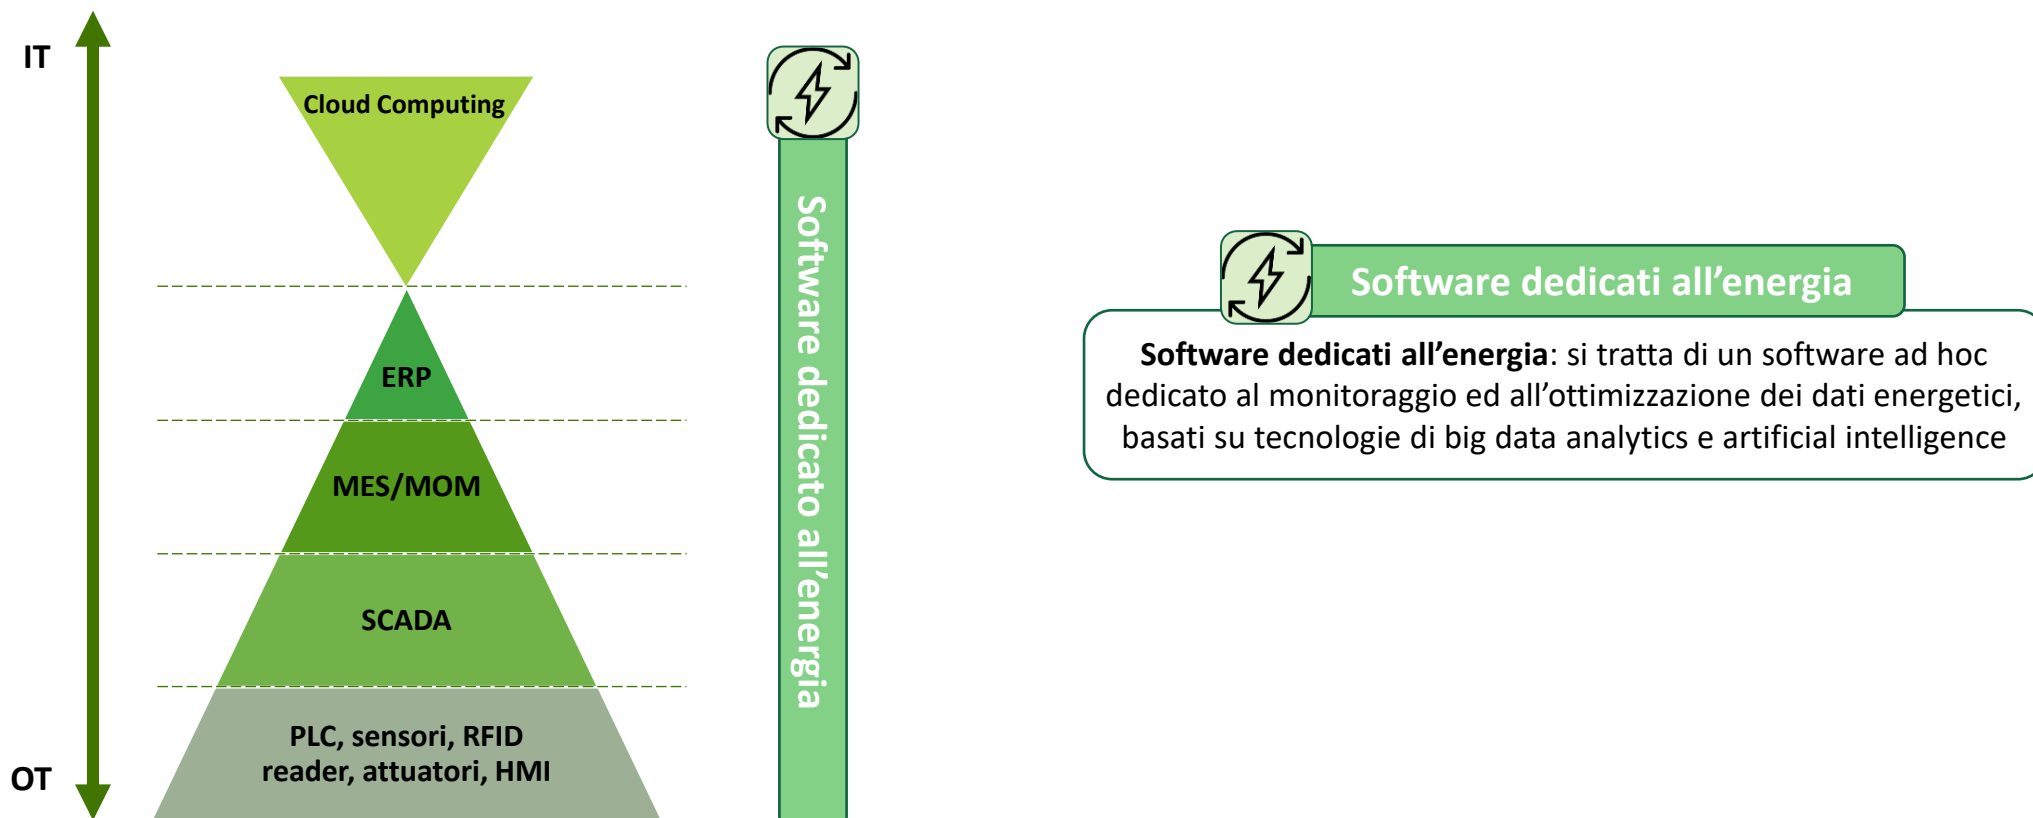 IT
Cloud Computing
ERP
MES/MOM
SCADA
PLC, sensori, RFID
reader, attuatori, HMI
OT
Software dedicato all’energia
Software dedicati all’energia
Software dedicati all’energia: si tratta di un software ad hoc
dedicato al monitoraggio ed all’ottimizzazione dei dati energetici,
basati su tecnologie di big data analytics e artificial intelligence